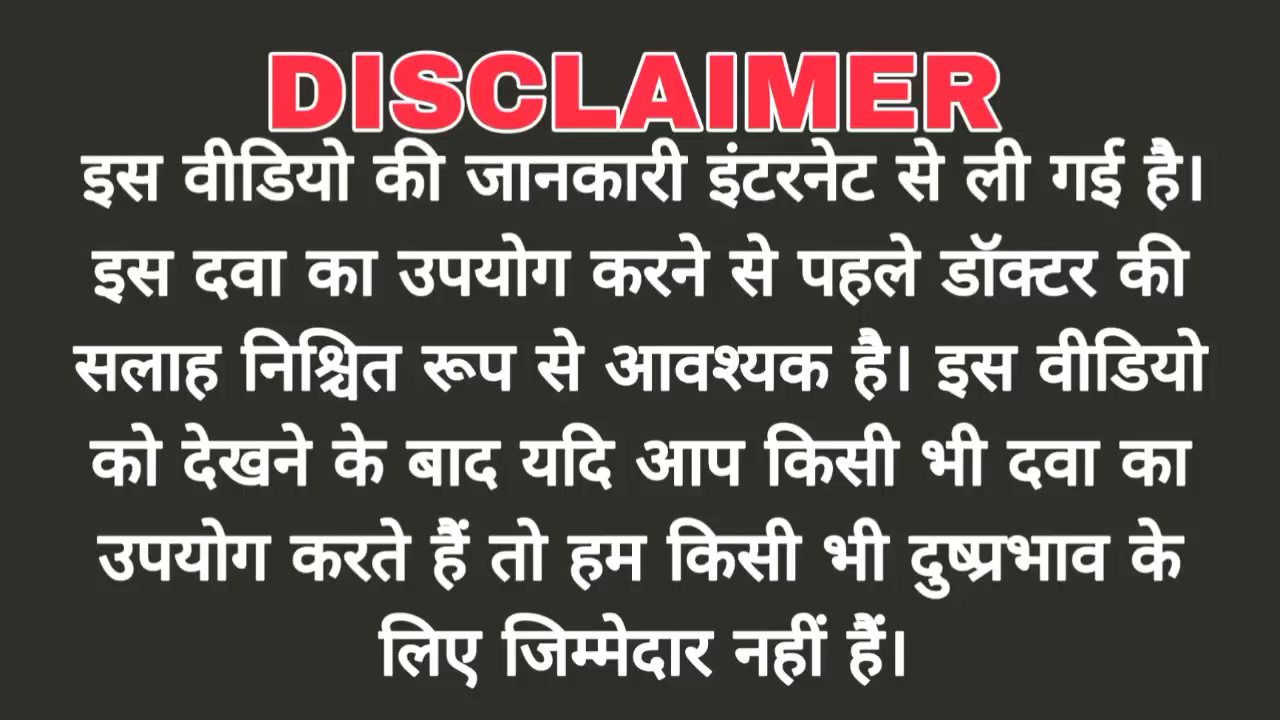 DISCLAIMER
इस वीडियो की जानकारी इंटरनेट से ली गई है।
इस दवा का उपयोग करने से पहले डॉक्टर की
सलाह निश्चित रूप से आवश्यक है। इस वीडियो
को देखने के बाद यदि आप किसी भी दवा का
उपयोग करते हैं तो हम किसी भी दुष्प्रभाव के
लिए जिम्मेदार नहीं हैं।